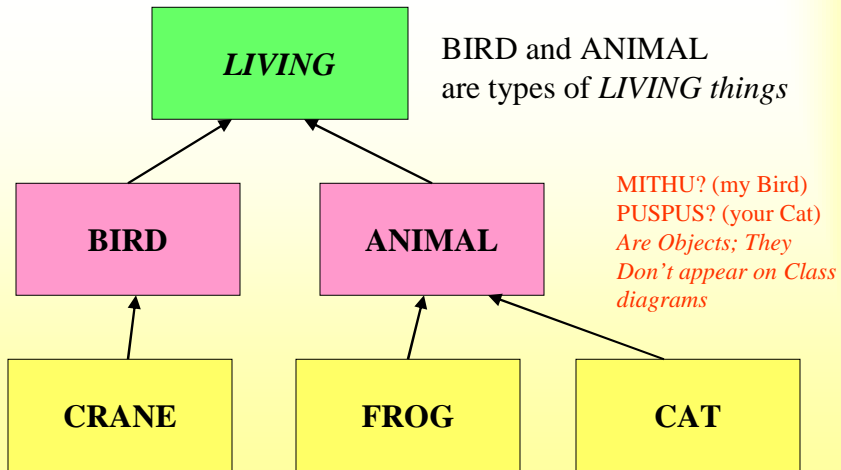 LIVING
BIRD and ANIMAL
are types of LIVING things
BIRD
ANIMAL
MITHU? (my Bird)
PUSPUS? (your Cat)
Are Objects; They
Don’t appear on Class
diagrams
CRANE
FROG
CAT